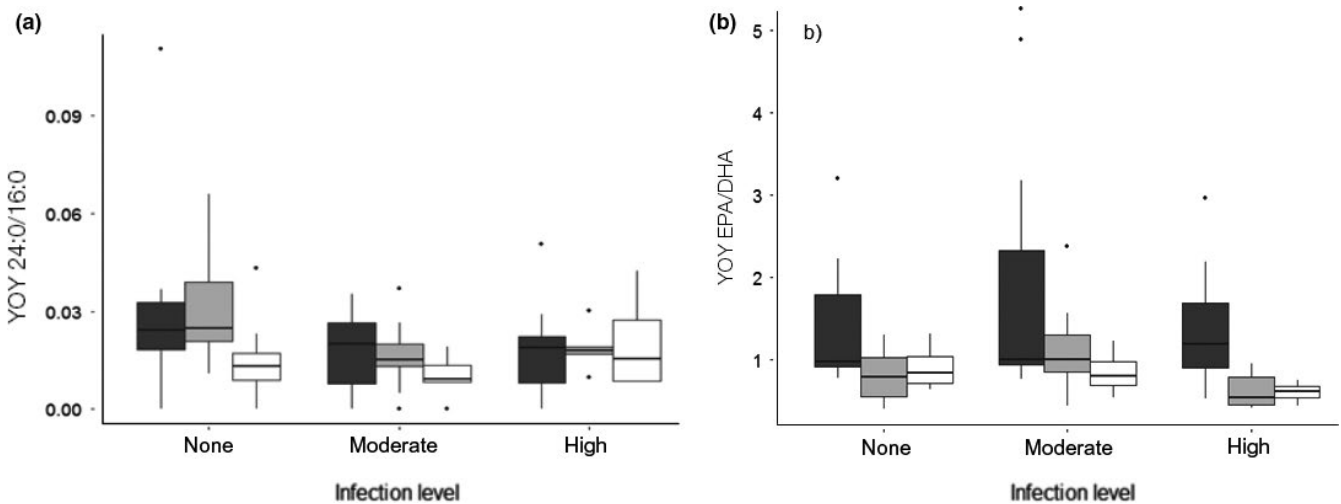 (a)
YOY 24:0/16:0
0.09
0.06
0.03
0.00
None Moderate High
Infection level
(b)
b)
YOY EPA/DHA
5
4
3
2
1
None Moderate High
Infection level